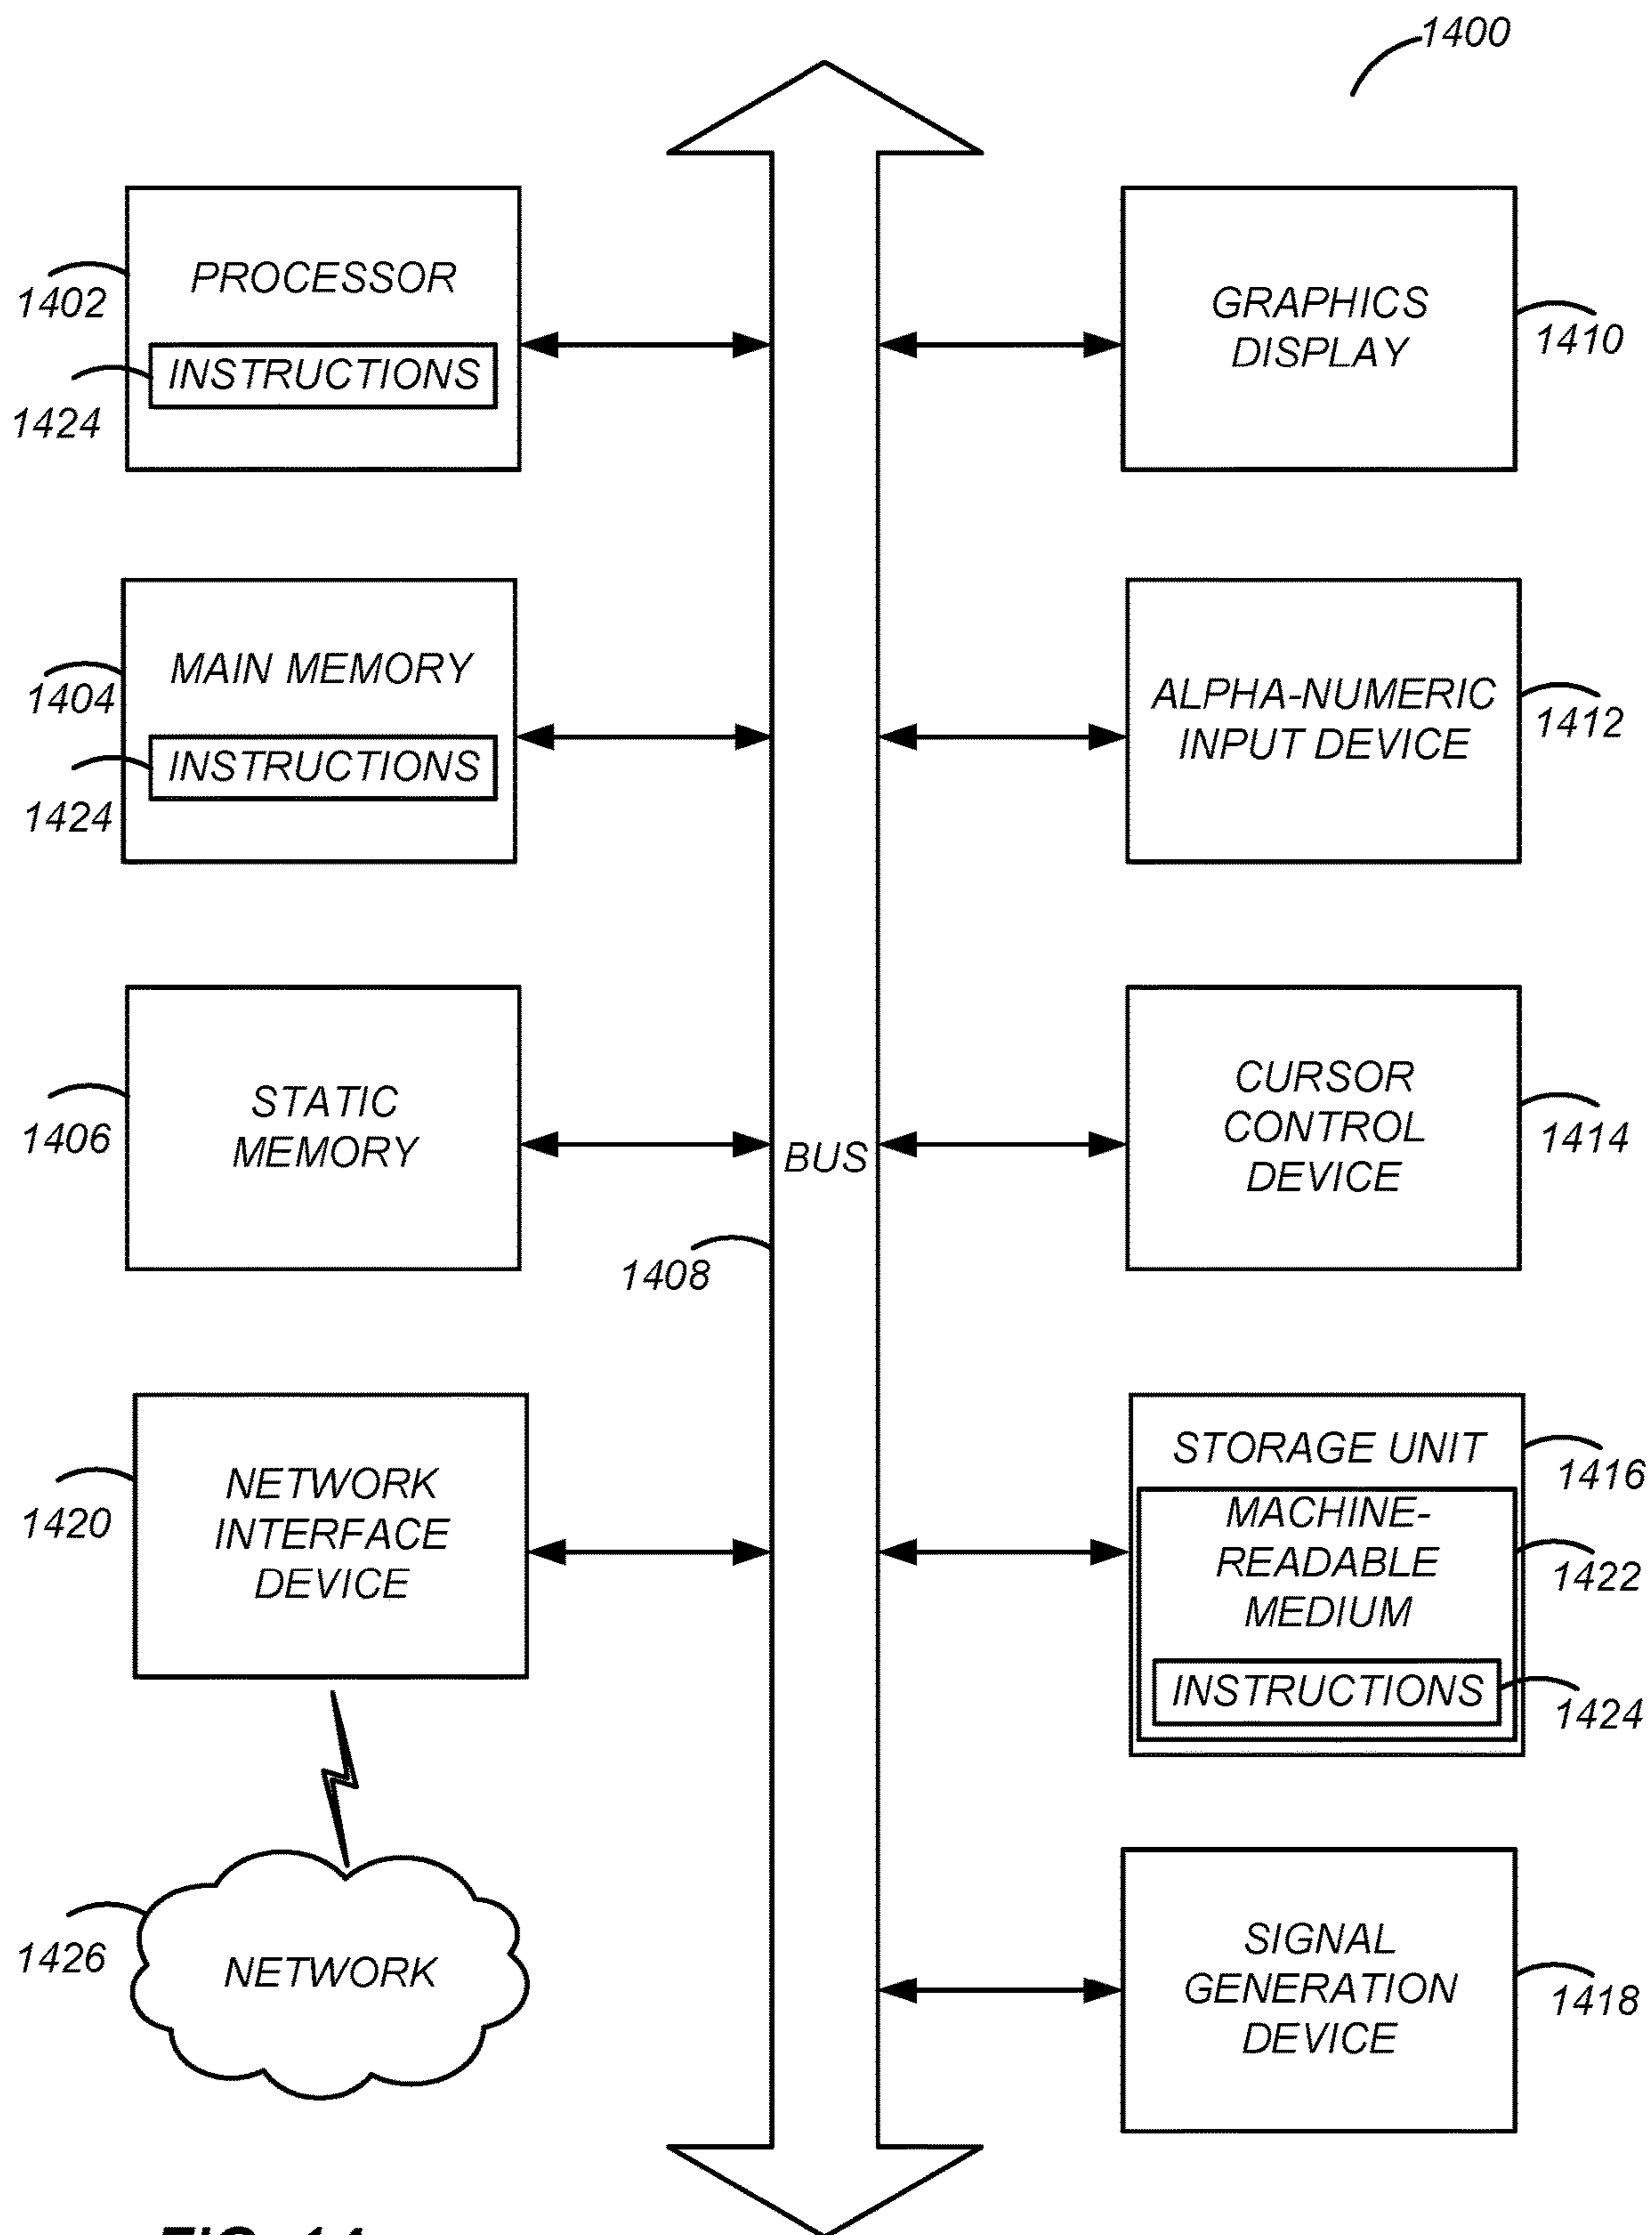 1400
PROCESSOR
1402
INSTRUCTIONS
1424
GRAPHICS
DISPLAY
1410
MAIN MEMORY
1404
INSTRUCTIONS
1424
ALPHA-NUMERIC
INPUT DEVICE
1412
STATIC
MEMORY
1406
BUS
1408
CURSOR
CONTROL
DEVICE
1414
NETWORK
INTERFACE
DEVICE
1420
STORAGE UNIT
1416
MACHINE-
READABLE
MEDIUM
1422
INSTRUCTIONS
1424
NETWORK
1426
SIGNAL
GENERATION
DEVICE
1418
FIG. 14